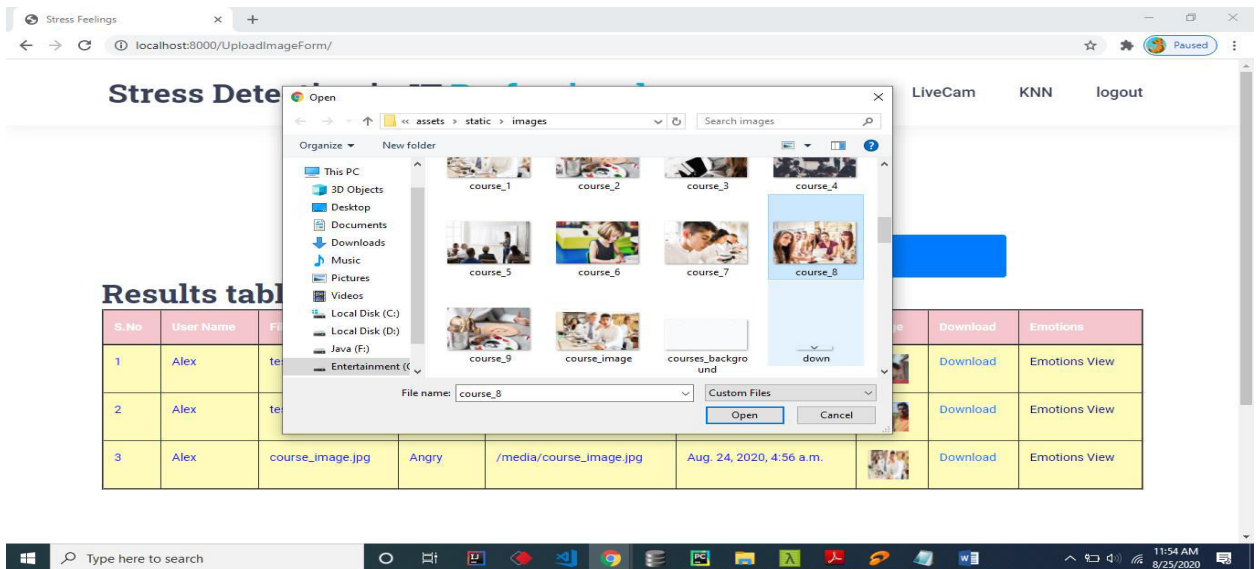 Stress Feelings
localhost:8000/UploadImageForm/
Paused
Stress Dete
LiveCam KNN logout
Open
« assets › static › images
Search images
Organize New folder
This PC
3D Objects
Desktop
Documents
Downloads
Music
Pictures
Videos
Local Disk (C:)
Local Disk (D:)
Java (F:)
Entertainment (
course_1 course_2 course_3 course_4
course_5 course_6 course_7 course_8
course_9 course_image courses_backgro
und down
File name: course_8 Custom Files
Open Cancel
Results tabl
S.No User Name Fi e Download Emotions
1 Alex te Download Emotions View
2 Alex te Download Emotions View
3 Alex course_image.jpg Angry /media/course_image.jpg Aug. 24, 2020, 4:56 a.m. Download Emotions View
Type here to search
11:54 AM
8/25/2020